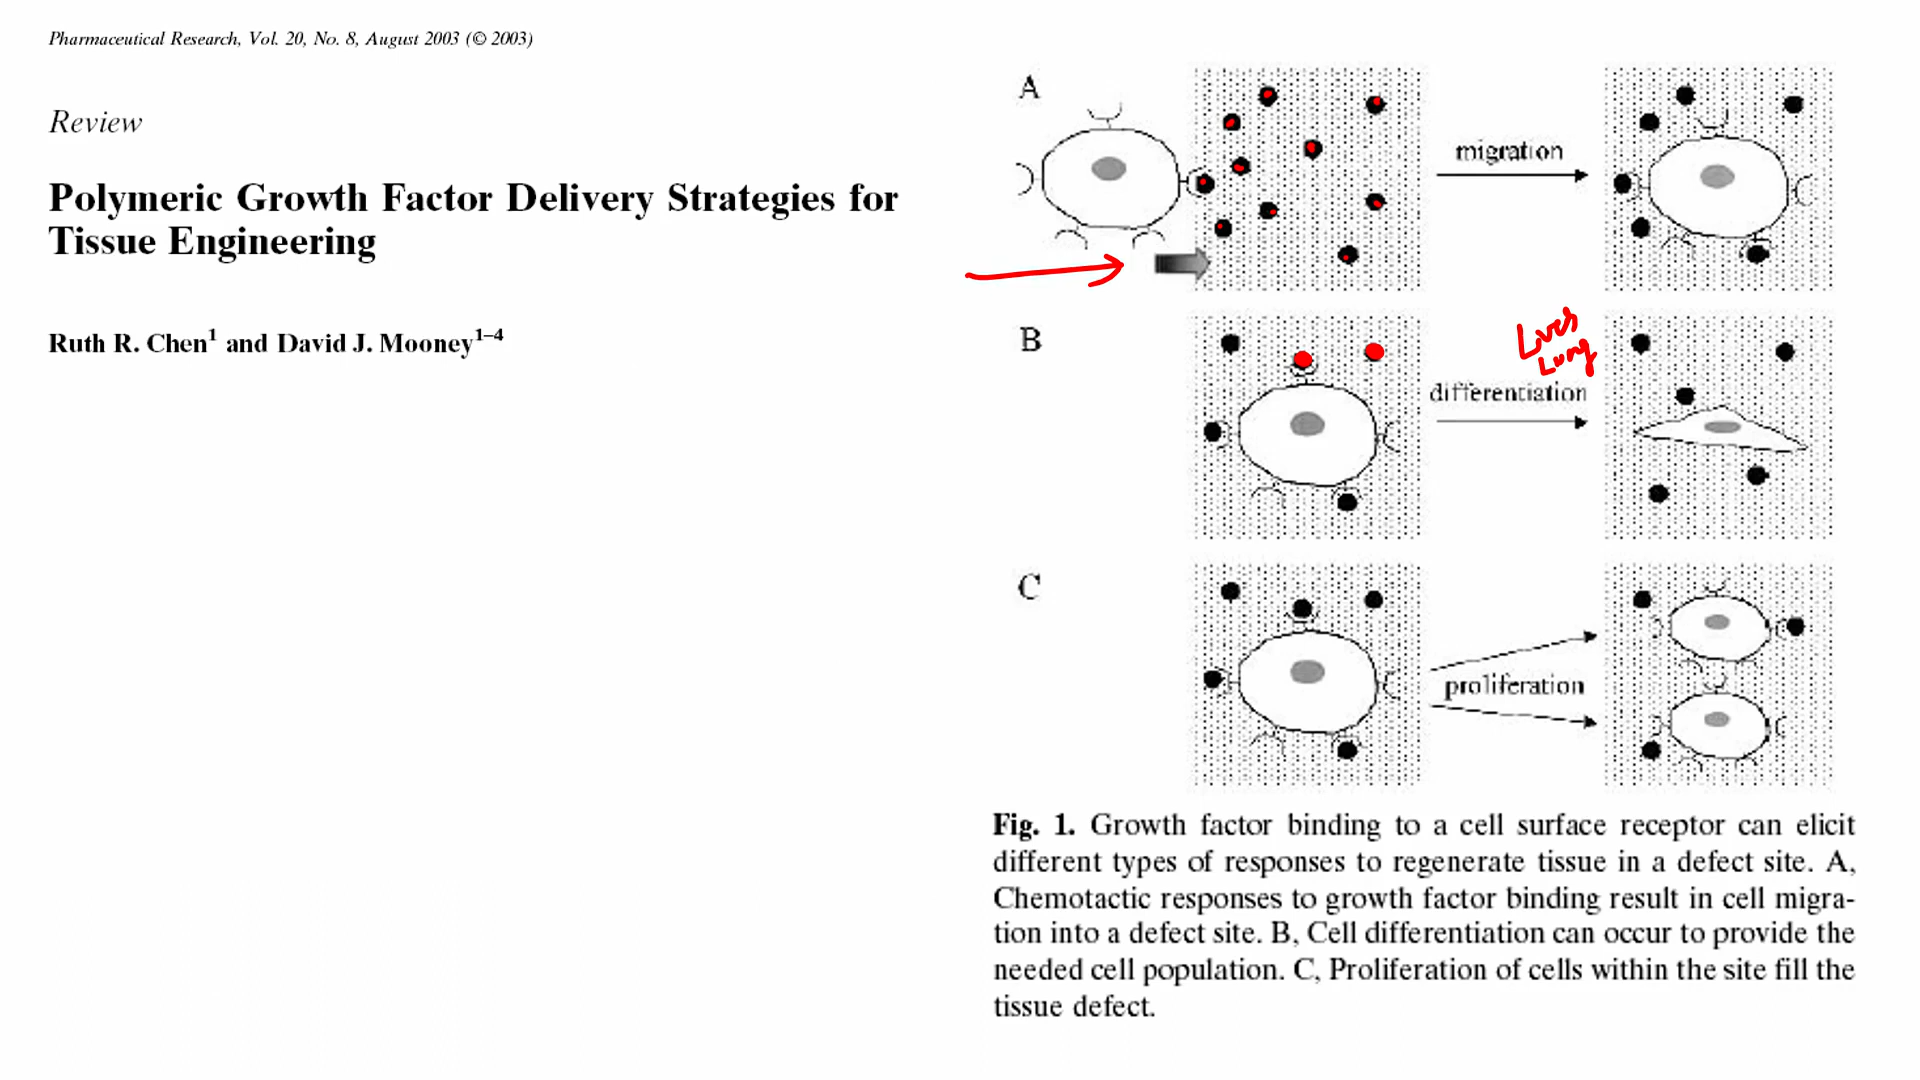 Pharmaceutical Research, Vol. 20, No. 8, August 2003 (© 2003)
Review
Polymeric Growth Factor Delivery Strategies for
Tissue Engineering
Ruth R. Chen1 and David J. Mooney1–4
A
migration
B
Liver
Lung
differentiation
C
proliferation
Fig. 1. Growth factor binding to a cell surface receptor can elicit
different types of responses to regenerate tissue in a defect site. A,
Chemotactic responses to growth factor binding result in cell migra-
tion into a defect site. B, Cell differentiation can occur to provide the
needed cell population. C, Proliferation of cells within the site fill the
tissue defect.